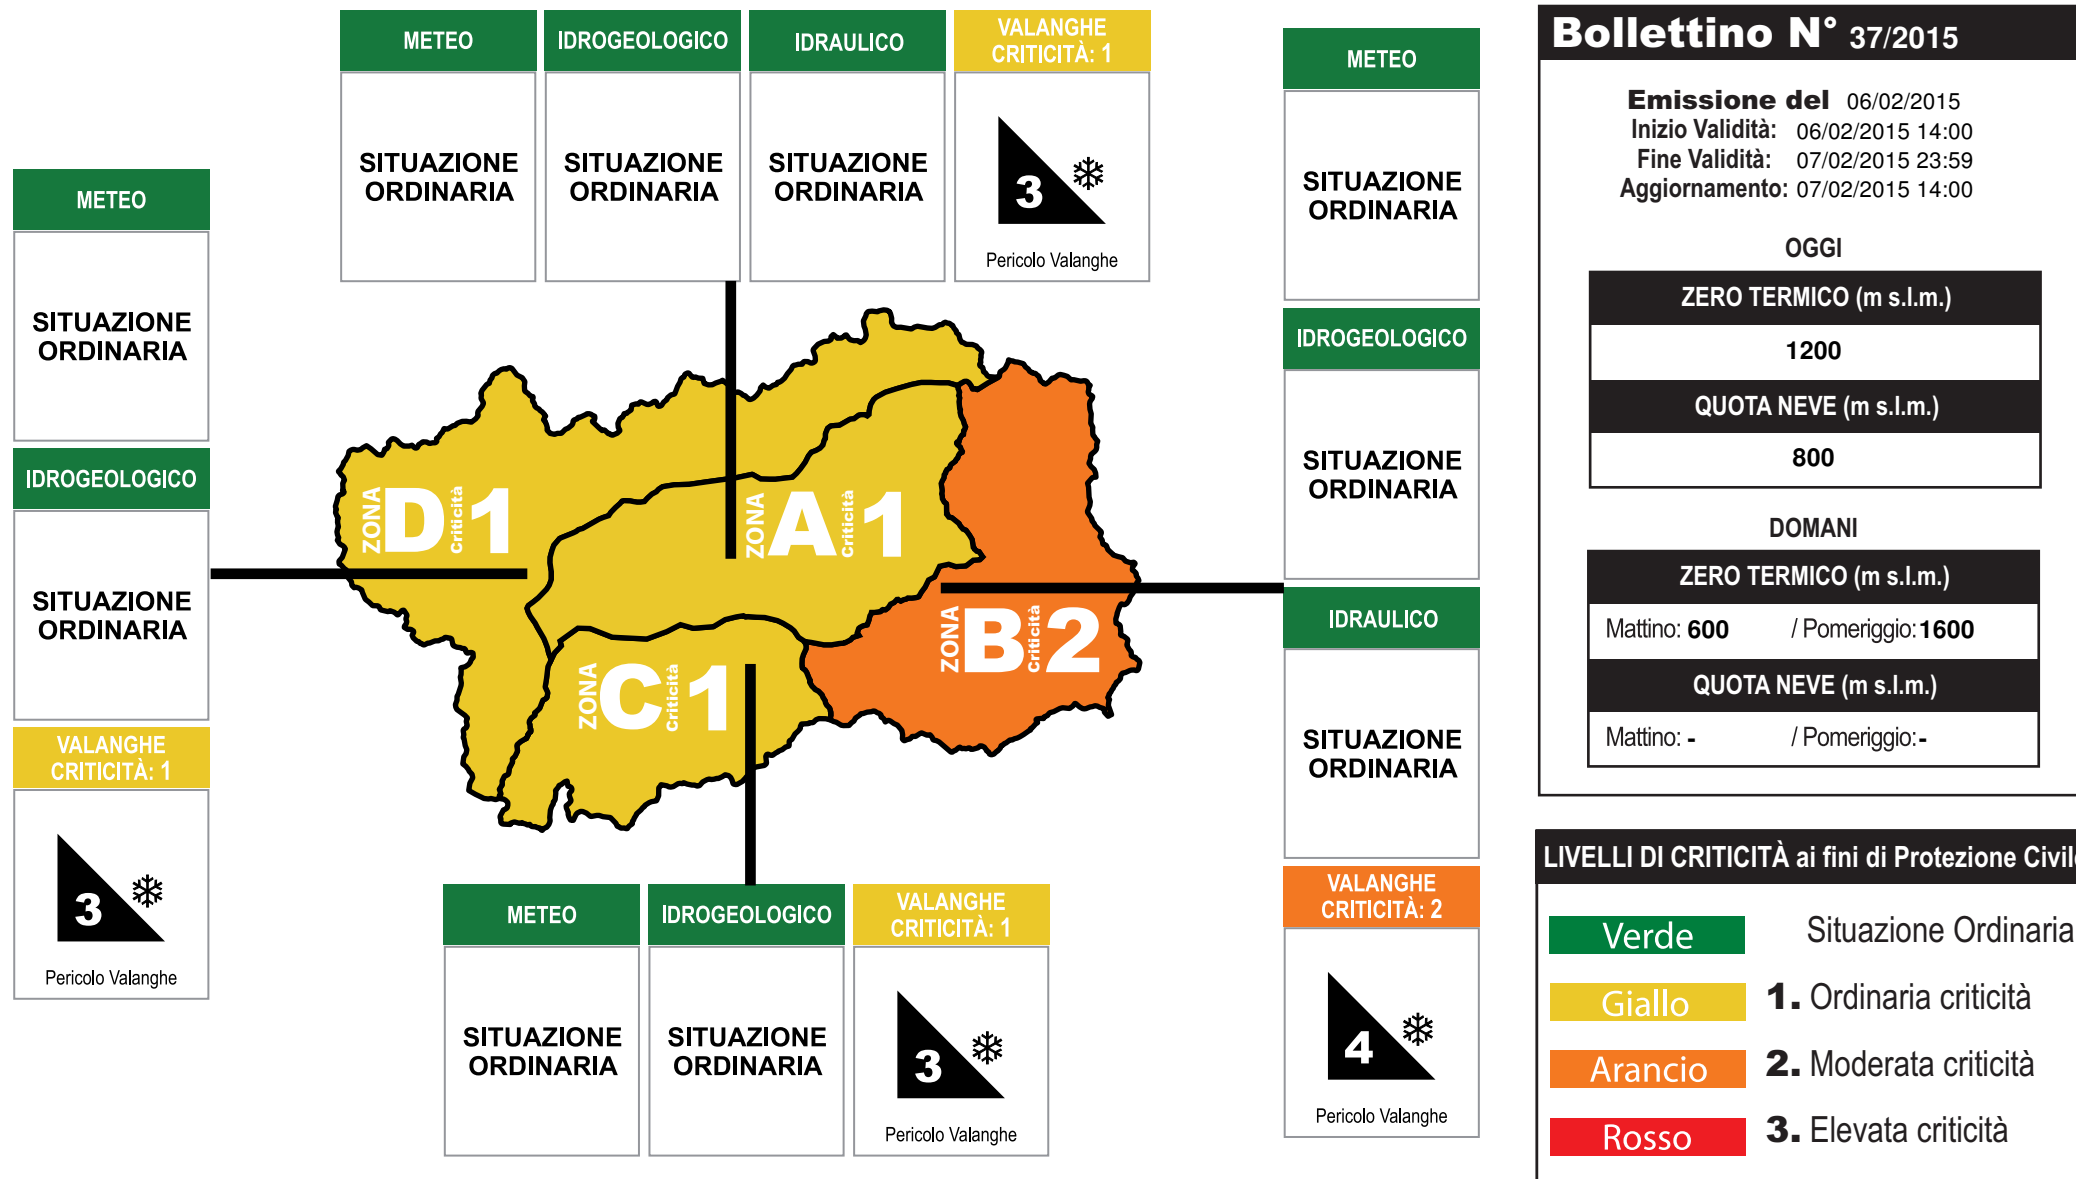 METEO
SITUAZIONE
ORDINARIA
IDROGEOLOGICO
SITUAZIONE
ORDINARIA
IDRAULICO
SITUAZIONE
ORDINARIA
VALANGHE
CRITICITÀ: 1
3
Pericolo Valanghe
METEO
SITUAZIONE
ORDINARIA
IDROGEOLOGICO
SITUAZIONE
ORDINARIA
VALANGHE
CRITICITÀ: 1
3
Pericolo Valanghe
ZONA D Criticità 1
ZONA A Criticità 1
ZONA B Criticità 2
ZONA C Criticità 1
METEO
SITUAZIONE
ORDINARIA
IDROGEOLOGICO
SITUAZIONE
ORDINARIA
VALANGHE
CRITICITÀ: 1
3
Pericolo Valanghe
METEO
SITUAZIONE
ORDINARIA
IDROGEOLOGICO
SITUAZIONE
ORDINARIA
IDRAULICO
SITUAZIONE
ORDINARIA
VALANGHE
CRITICITÀ: 2
4
Pericolo Valanghe
Bollettino N° 37/2015
Emissione del 06/02/2015
Inizio Validità: 06/02/2015 14:00
Fine Validità: 07/02/2015 23:59
Aggiornamento: 07/02/2015 14:00
OGGI
ZERO TERMICO (m s.l.m.)
1200
QUOTA NEVE (m s.l.m.)
800
DOMANI
ZERO TERMICO (m s.l.m.)
Mattino: 600 / Pomeriggio: 1600
QUOTA NEVE (m s.l.m.)
Mattino: - / Pomeriggio: -
LIVELLI DI CRITICITÀ ai fini di Protezione Civile
Verde Situazione Ordinaria
Giallo 1. Ordinaria criticità
Arancio 2. Moderata criticità
Rosso 3. Elevata criticità